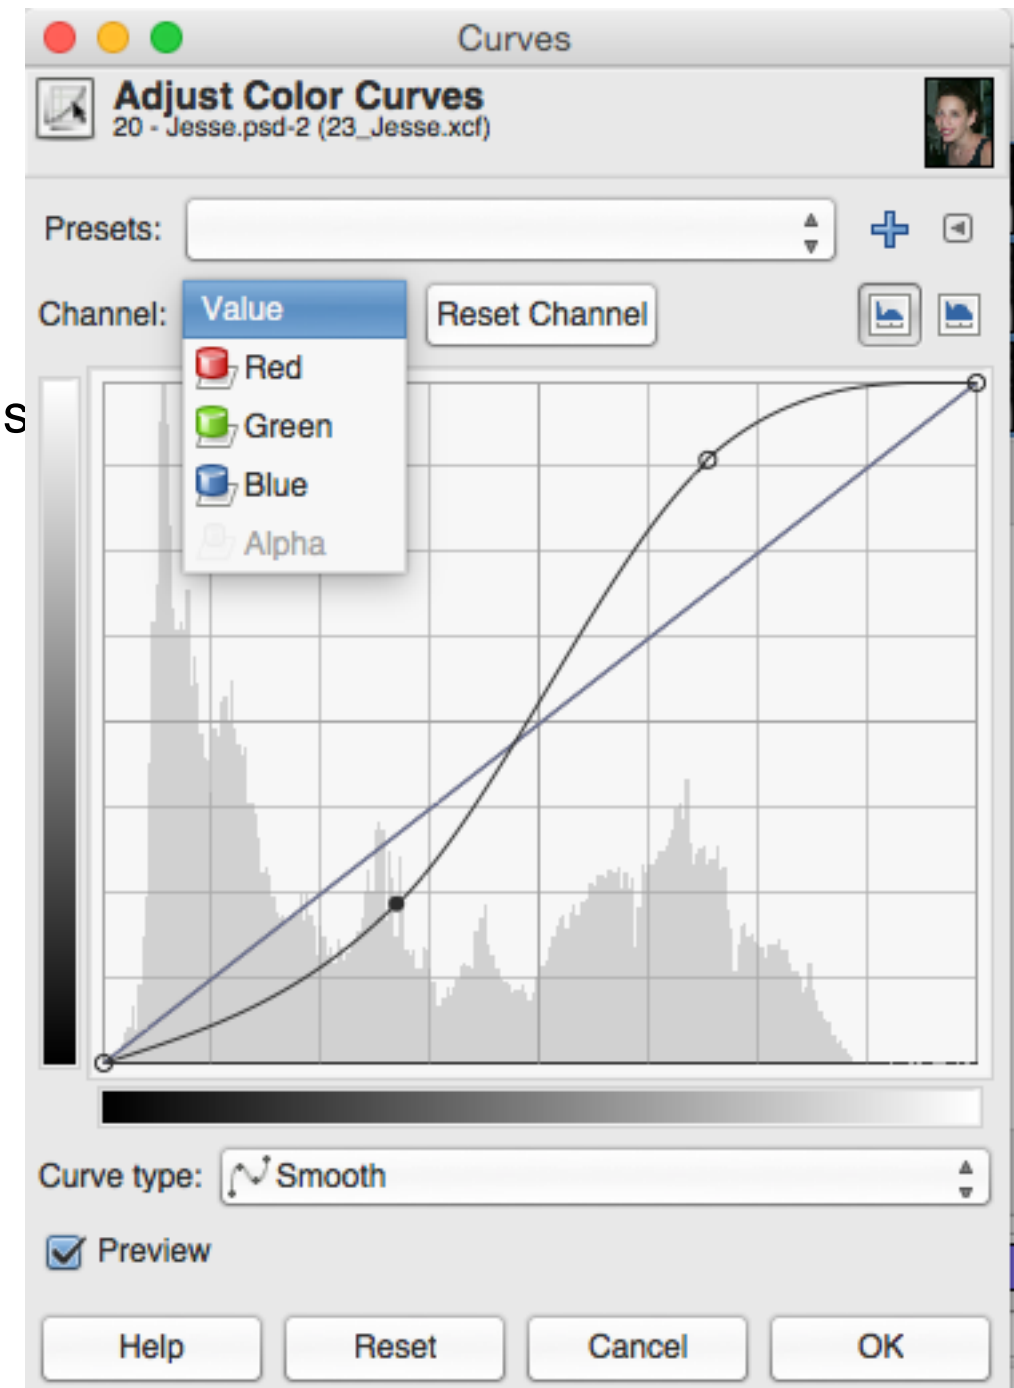 Curves
Adjust Color Curves
20 - Jesse.psd-2 (23_Jesse.xcf)
Presets:
Channel:
Value
Reset Channel
Red
s
Green
Blue
Alpha
Curve type:
Smooth
Preview
Help
Reset
Cancel
OK